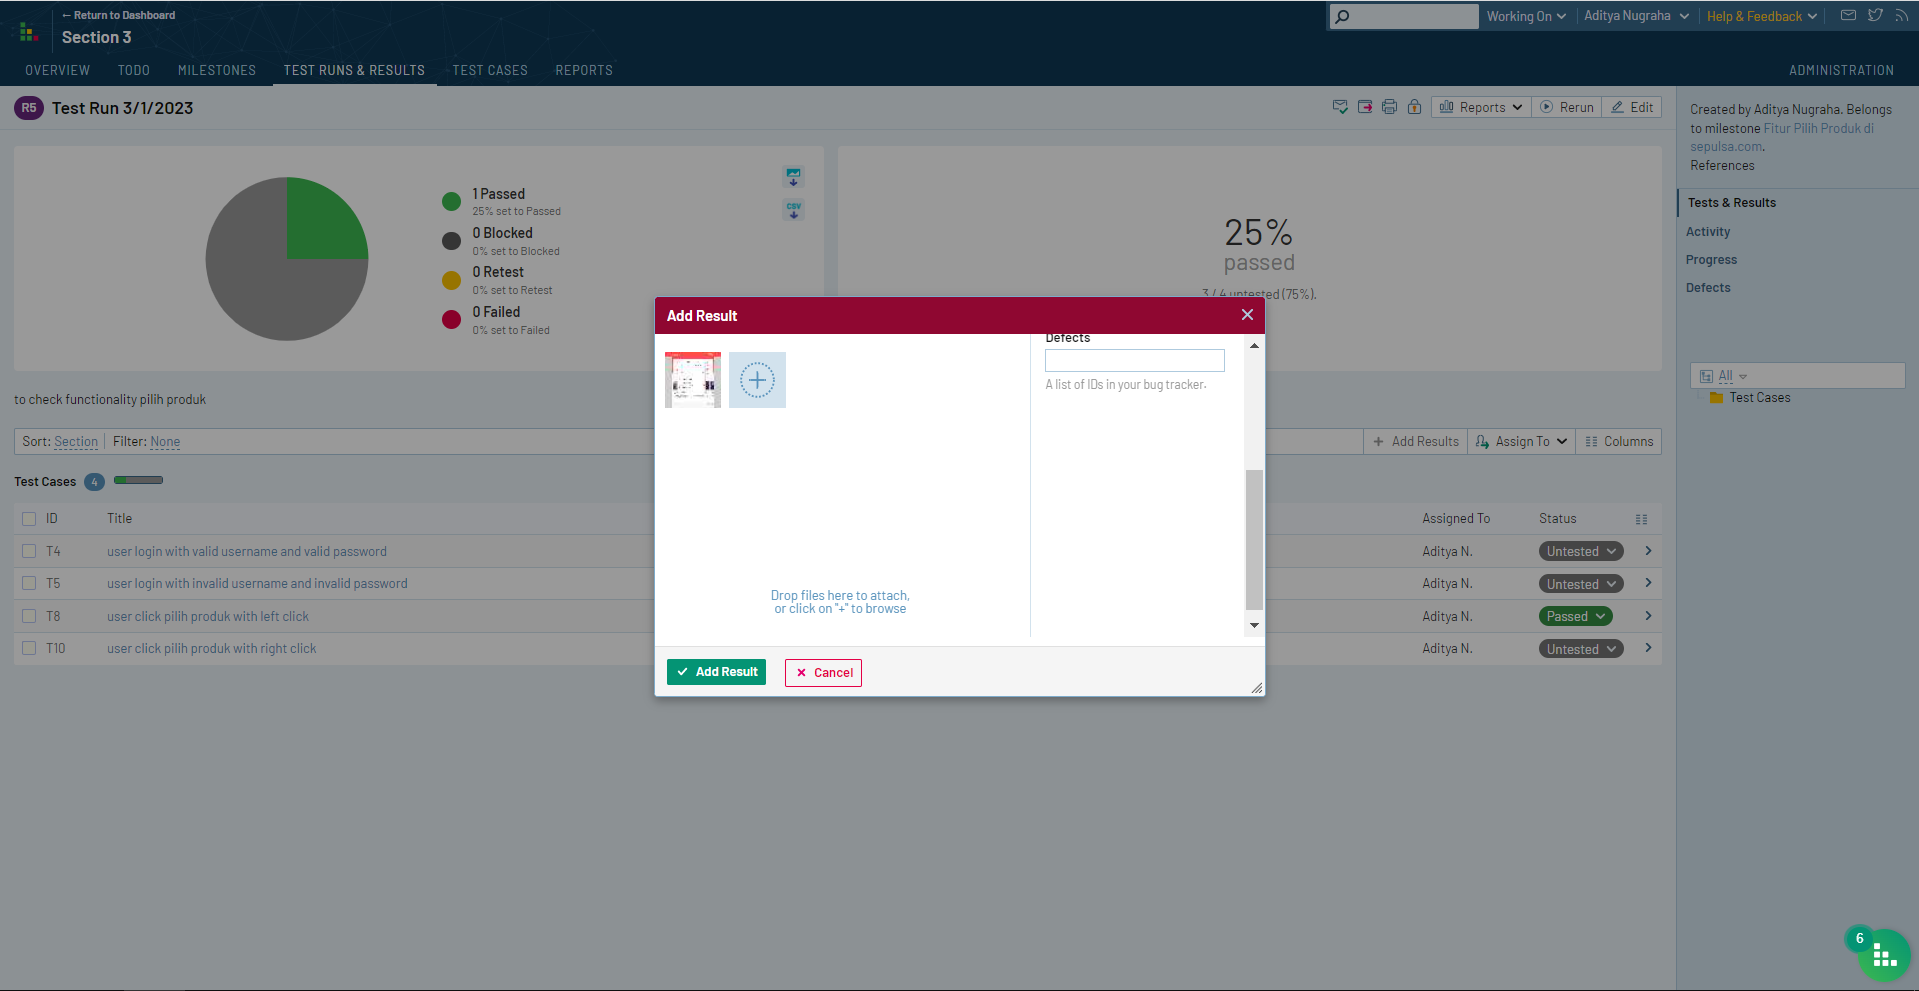 ← Return to Dashboard
Section 3
Working On
Aditya Nugraha
Help & Feedback
OVERVIEW
TODO
MILESTONES
TEST RUNS & RESULTS
TEST CASES
REPORTS
ADMINISTRATION
R5
Test Run 3/1/2023
Reports
Rerun
Edit
1 Passed
25% set to Passed
0 Blocked
0% set to Blocked
0 Retest
0% set to Retest
0 Failed
0% set to Failed
CSV
25%
passed
3 / 4 untested (75%).
Created by Aditya Nugraha. Belongs
to milestone Fitur Pilih Produk di
sepulsa.com.
References
Tests & Results
Activity
Progress
Defects
All
Test Cases
to check functionality pilih produk
Sort: Section
Filter: None
+ Add Results
Assign To
Columns
Test Cases 4
ID
Title
Assigned To
Status
T4
user login with valid username and valid password
Aditya N.
Untested
T5
user login with invalid username and invalid password
Aditya N.
Untested
T8
user click pilih produk with left click
Aditya N.
Passed
T10
user click pilih produk with right click
Aditya N.
Untested
Add Result
Defects
A list of IDs in your bug tracker.
Drop files here to attach,
or click on "+" to browse
Add Result
Cancel
6